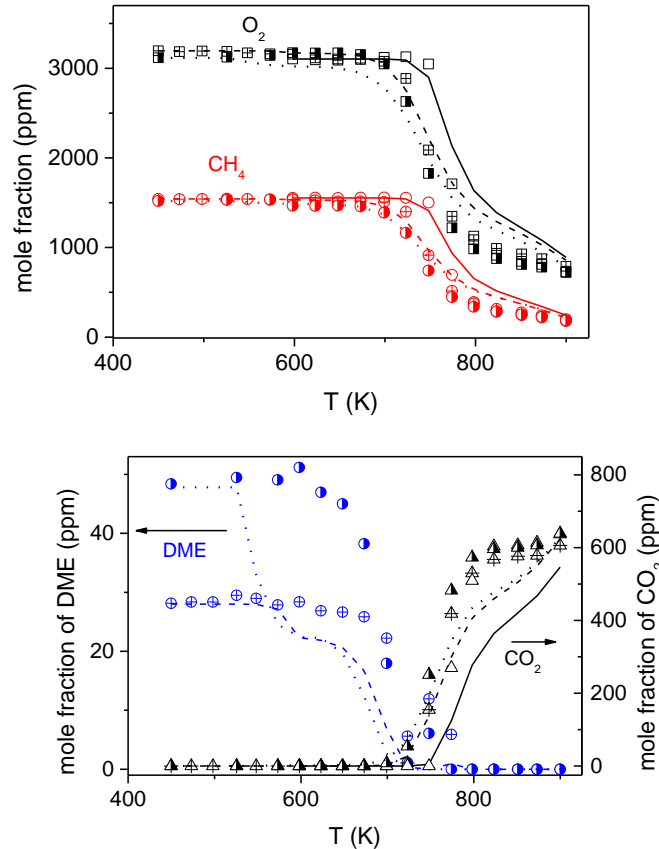 O₂
3000
2000
1000
0
mole fraction (ppm)
CH₄
400
600
800
T (K)
40
20
0
mole fraction of DME (ppm)
DME
CO₂
800
600
400
200
0
mole fraction of CO₂ (ppm)
400
600
800
T (K)